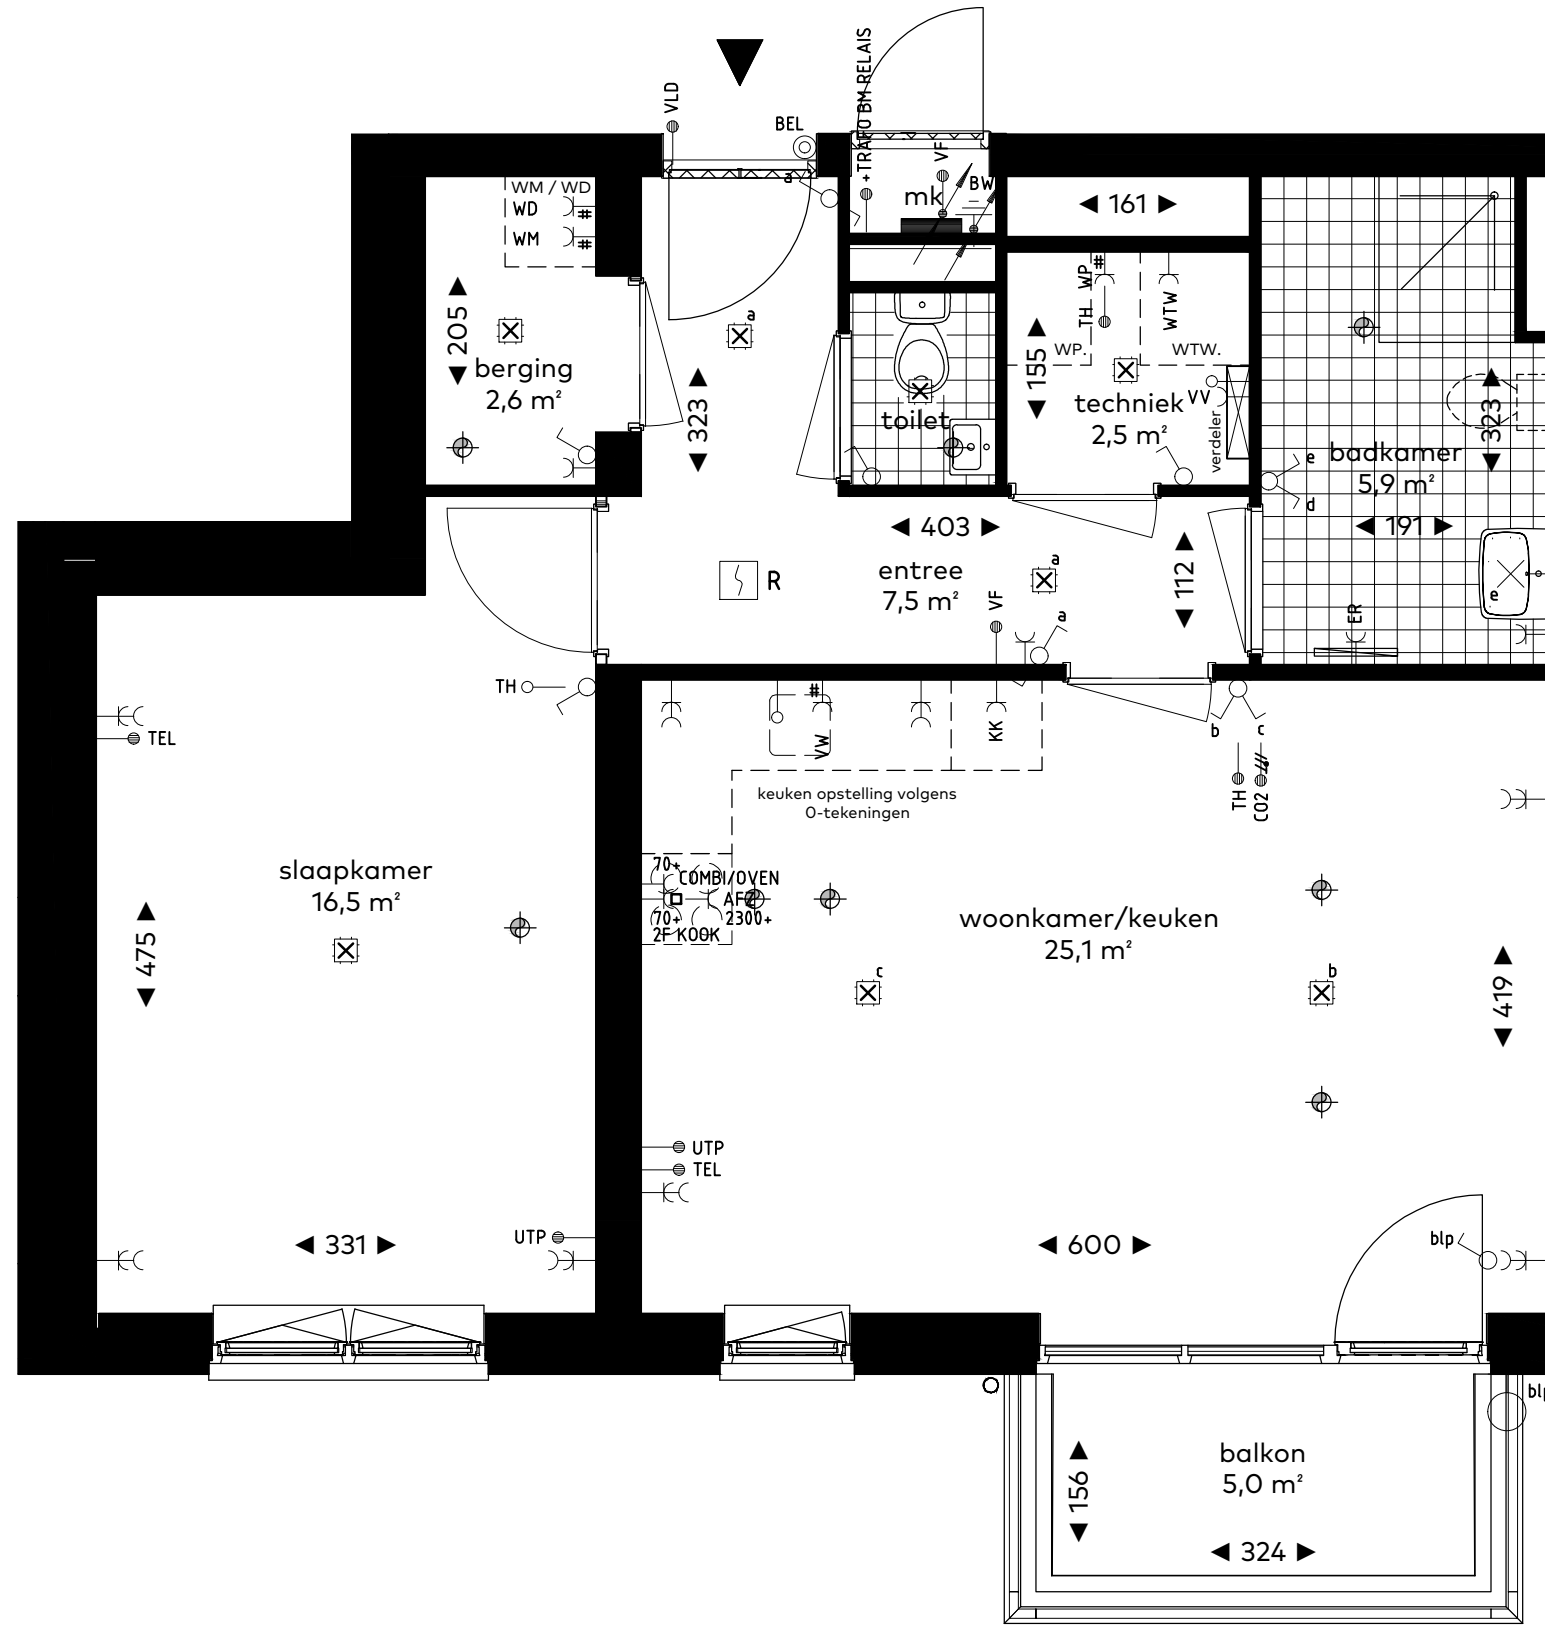 VLD
BEL
+TRAFO BM RELAIS
VF
BW
mk
a
WM / WD
WD
#
WM
#
161
205
berging
2,6 m²
a
323
toilet
WP
#
TH
WTW
WP.
WTW.
155
techniek
2,5 m²
VV
verdeler
323
badkamer
5,9 m²
191
e
d
e
ER
403
entree
7,5 m²
R
VF
a
a
112
TH
TEL
#
VW
KK
b
c
TH
CO2
keuken opstelling volgens
0-tekeningen
70+
COMBI/OVEN
AFZ
70+
2300+
2F KOOK
slaapkamer
16,5 m²
475
woonkamer/keuken
25,1 m²
c
b
419
UTP
TEL
UTP
331
600
blp
balkon
5,0 m²
156
324